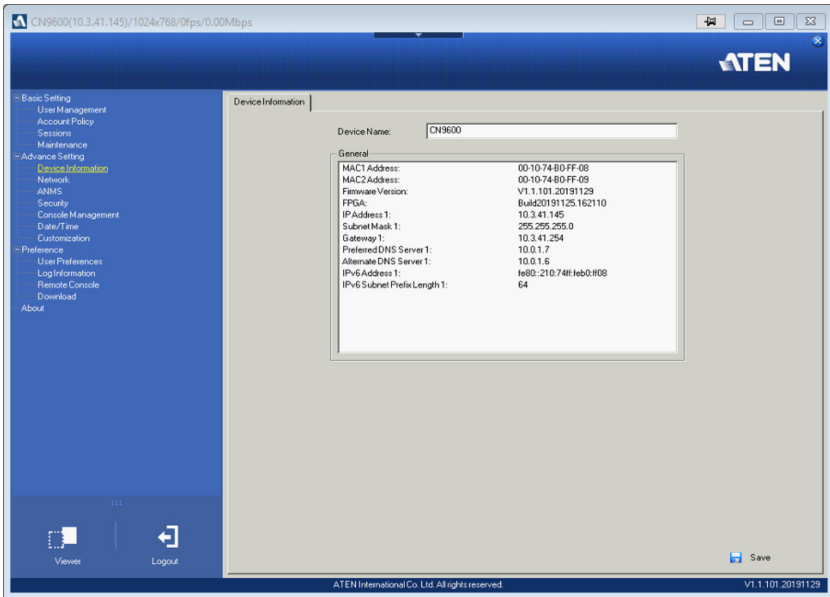 CN9600(10.3.41.145)/1024x768/0fps/0.00Mbps
ATEN
Basic Setting
User Management
Account Policy
Sessions
Maintenance
Advance Setting
Device Information
Network
ANMS
Security
Console Management
Date/Time
Customization
Preference
User Preferences
Log Information
Remote Console
Download
About
Viewer
Logout
Device Information
Device Name: CN9600
General
MAC1 Address: 00-10-74-B0-FF-08
MAC2 Address: 00-10-74-B0-FF-09
Firmware Version: V1.1.101.20191129
FPGA: Build20191125.162110
IP Address 1: 10.3.41.145
Subnet Mask 1: 255.255.255.0
Gateway 1: 10.3.41.254
Preferred DNS Server 1: 10.0.1.7
Alternate DNS Server 1: 10.0.1.6
IPv6 Address 1: fe80::210:74ff:feb0:ff08
IPv6 Subnet Prefix Length 1: 64
Save
ATEN International Co. Ltd. All rights reserved.
V1.1.101.20191129